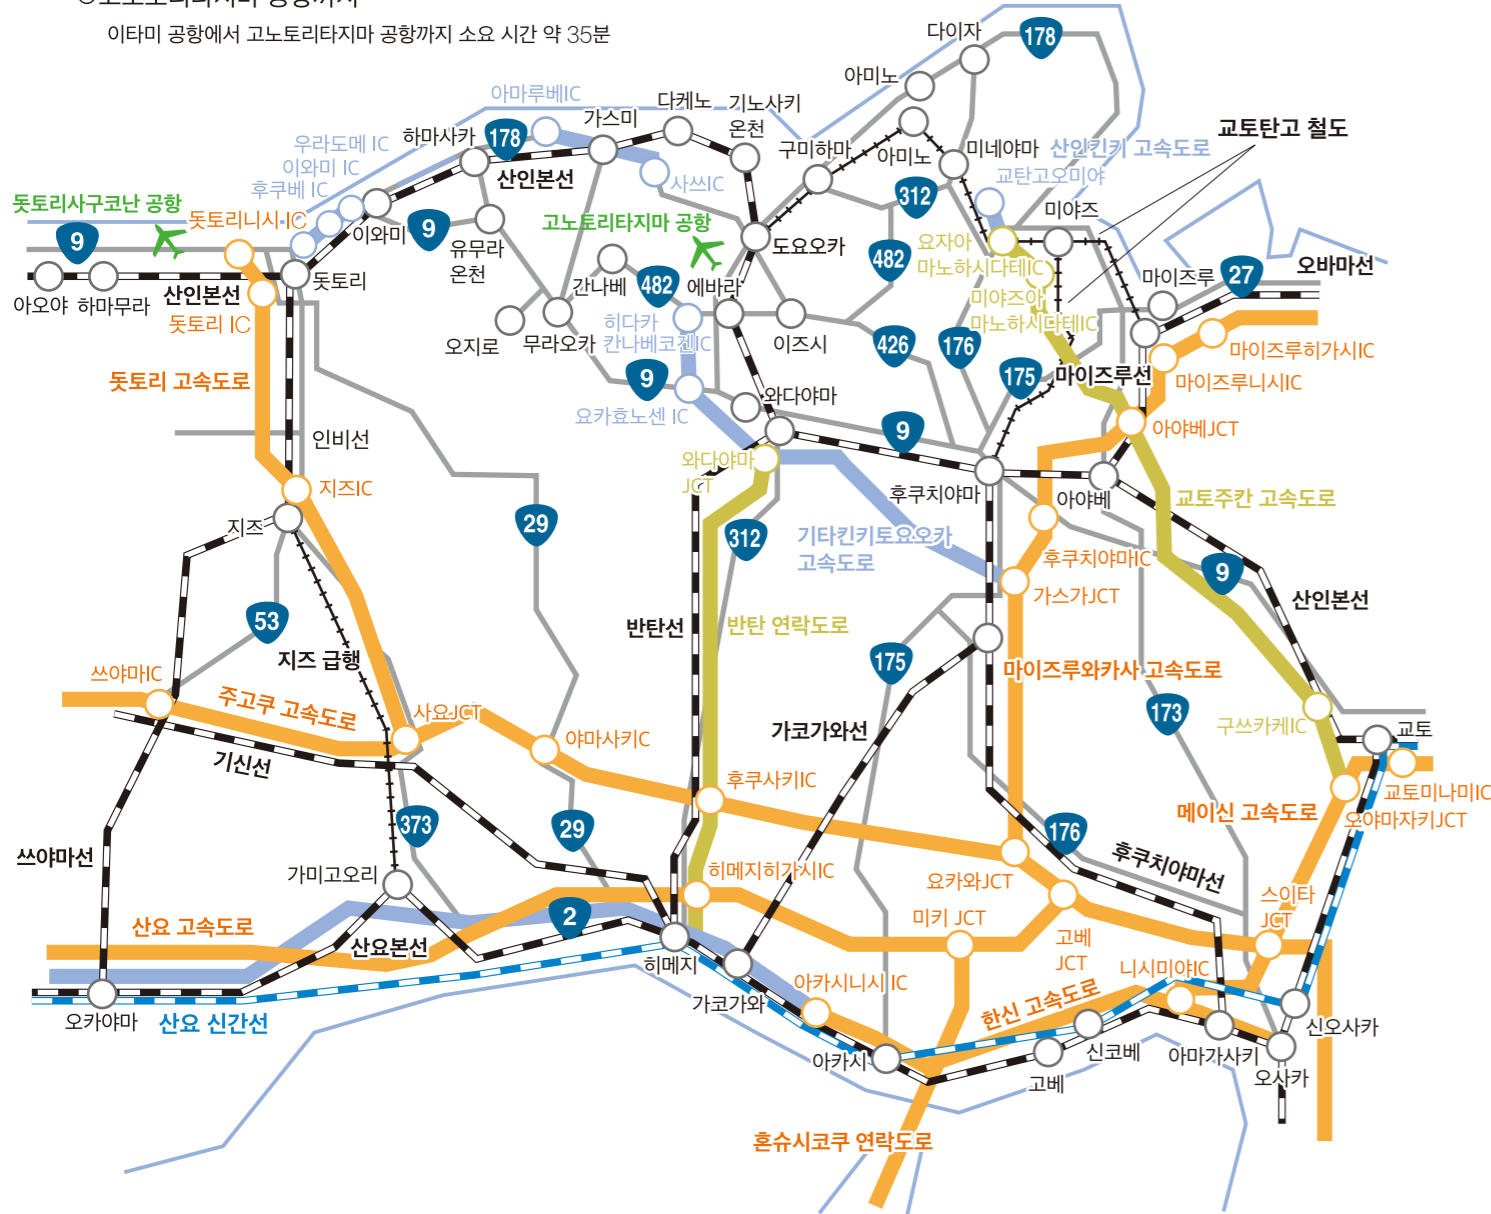 이타미 공항에서 고노토리타지마 공항까지 소요 시간 약 35분
다이자
178
아미노
아마루베IC
다케노
기노사키
온천
가스미
하마사카
178
우라도메 IC
이와미 IC
후쿠베 IC
산인본선
구미하마
아미노
미네야마
산인킨키 고속도로
교토탄고 철도
교탄고오미야
사쓰IC
돗토리사구코난 공항
돗토리니시IC
9
이와미
9
유무라
온천
고노토리타지마 공항
도요오카
312
482
미야즈
요자아
마노하시다테IC
마이즈루
27
오바마선
아오야
하마무라
산인본선
돗토리
돗토리 IC
간나베
482
에바라
오지로
무라오카
히다카
칸나베코겐IC
이즈시
426
176
미야즈아
마노하시다테IC
마이즈루히가시IC
마이즈루니시IC
마이즈루선
175
돗토리 고속도로
9
요카효노센 IC
와다야마
9
아야베JCT
인비선
와다야마
JCT
후쿠치야마
아야베
교토주칸 고속도로
지즈IC
지즈
29
312
기타킨키토요오카
고속도로
후쿠치야마IC
가스가JCT
9
산인본선
53
지즈 급행
반탄선
반탄 연락도로
175
마이즈루와카사 고속도로
쓰야마IC
주고쿠 고속도로
사요JCT
야마사키C
가코가와선
173
구쓰카케IC
교토
기신선
후쿠사키IC
교토미나미IC
메이신 고속도로
오야마자키JCT
373
29
176
후쿠치야마선
쓰야마선
가미고오리
히메지히가시IC
요카와JCT
스이타
JCT
미키 JCT
산요 고속도로
2
산요본선
고베
JCT
히메지
니시미야IC
아카시니시 IC
가코가와
한신 고속도로
오카야마
산요 신간선
신오사카
아카시
신코베
고베
아마가사키
오사카
혼슈시코쿠 연락도로